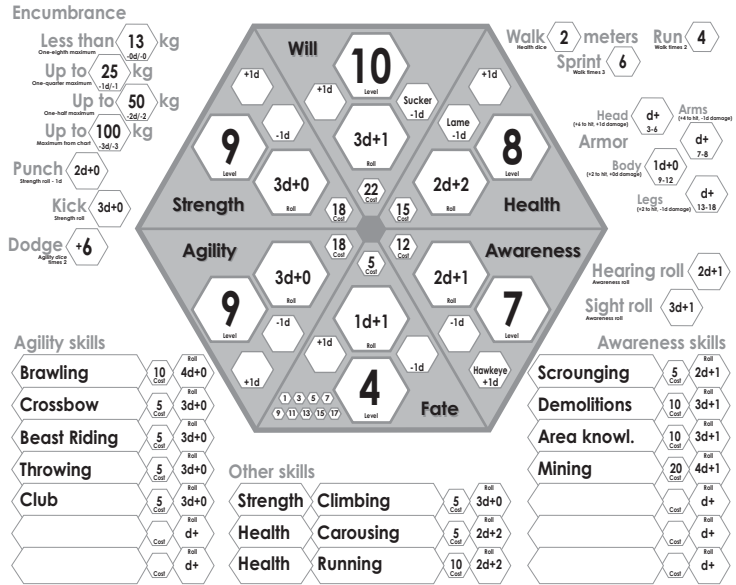 Encumbrance
Less than 13 kg
One-eighth maximum -0d/-0
Up to 25 kg
One-quarter maximum -1d/-1
Up to 50 kg
One-half maximum -2d/-2
Up to 100 kg
Maximum from chart -3d/-3
Punch 2d+0
Strength roll - 1d
Kick 3d+0
Strength roll
Dodge +6
Agility dice times 2
Walk 2 meters
Health dice
Run 4
Walk times 2
Sprint 6
Walk times 3
Armor
Head d+
(+6 to hit, +1d damage) 3-6
Arms d+
(+4 to hit, -1d damage) 7-8
Body 1d+0
(+2 to hit, +0d damage) 9-12
Legs d+
(+2 to hit, -1d damage) 13-18
Will
10
Level
+1d
Sucker -1d
3d+1
Roll
22
Cost
Strength
9
Level
+1d
-1d
3d+0
Roll
18
Cost
Health
8
Level
+1d
Lame -1d
2d+2
Roll
15
Cost
Agility
9
Level
3d+0
Roll
-1d
+1d
18
Cost
Awareness
7
Level
2d+1
Roll
-1d
Hawkeye +1d
12
Cost
Fate
4
Level
5
Cost
1d+1
Roll
+1d
-1d
1 3 5 7
9 11 13 15 17
Hearing roll 2d+1
Awareness roll
Sight roll 3d+1
Awareness roll
Agility skills
Brawling 10 Cost Roll 4d+0
Crossbow 5 Cost Roll 3d+0
Beast Riding 5 Cost Roll 3d+0
Throwing 5 Cost Roll 3d+0
Club 5 Cost Roll 3d+0
Cost Roll d+
Cost Roll d+
Other skills
Strength Climbing 5 Cost Roll 3d+0
Health Carousing 5 Cost Roll 2d+2
Health Running 10 Cost Roll 2d+2
Awareness skills
Scrounging 5 Cost Roll 2d+1
Demolitions 10 Cost Roll 3d+1
Area knowl. 10 Cost Roll 3d+1
Mining 20 Cost Roll 4d+1
Cost Roll d+
Cost Roll d+
Cost Roll d+